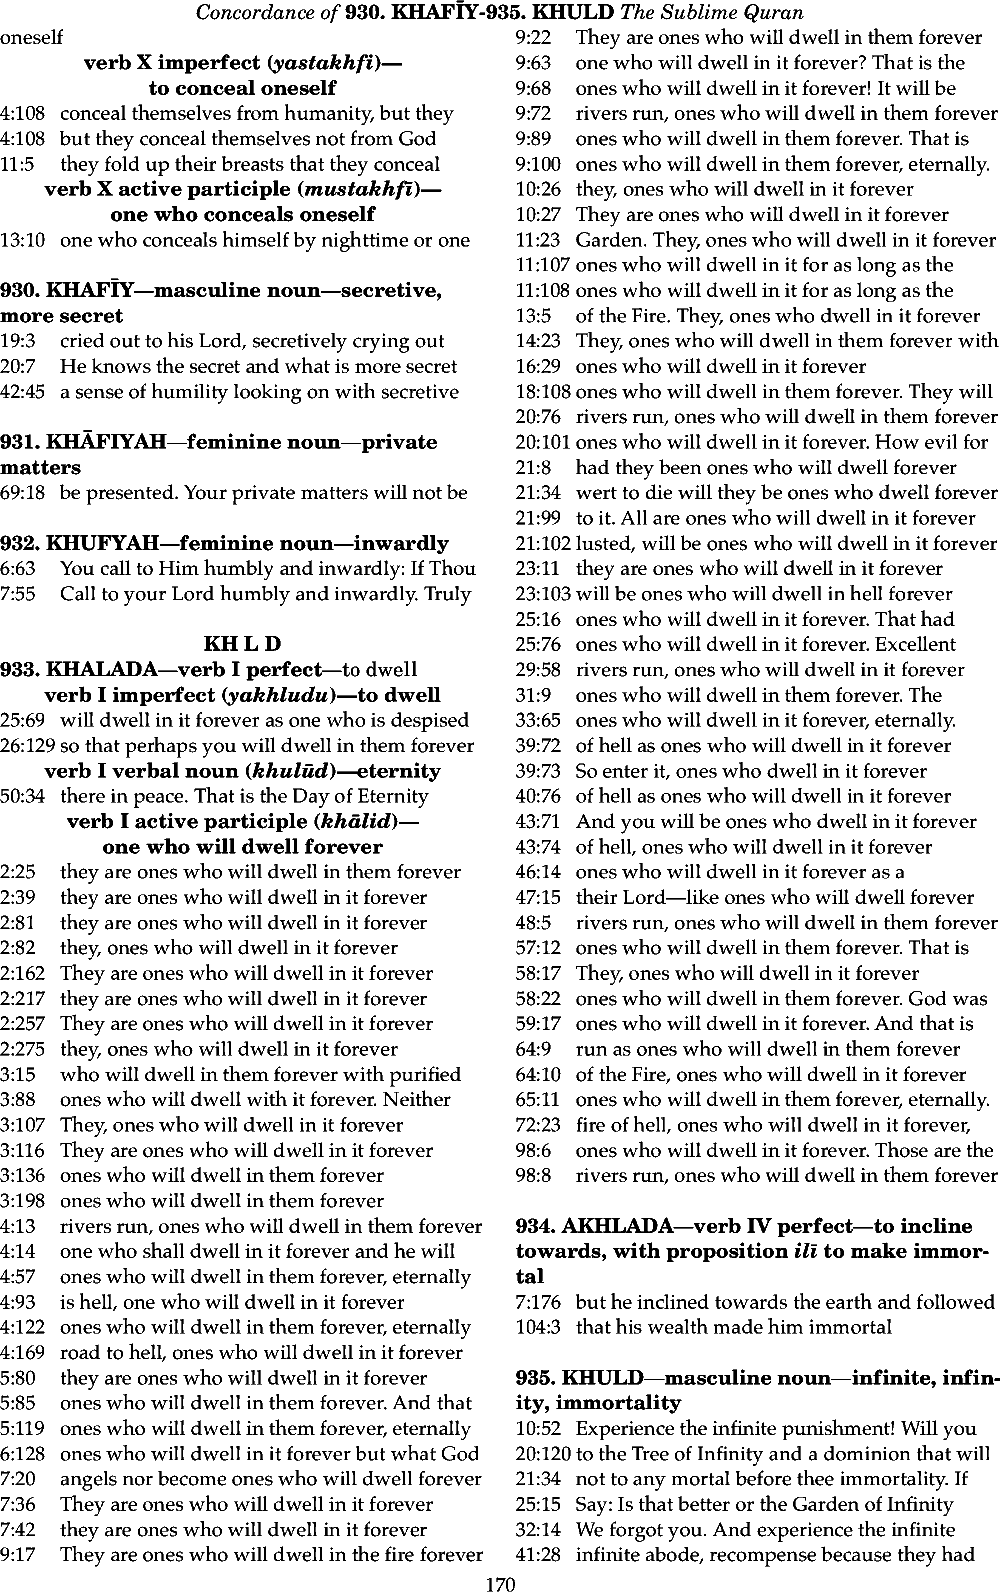 Concordance of 930. KHAFĪY-935. KHULD The Sublime Quran
oneself
verb X imperfect (yastakhfi)—
to conceal oneself
4:108 conceal themselves from humanity, but they
4:108 but they conceal themselves not from God
11:5 they fold up their breasts that they conceal
verb X active participle (mustakhfī)—
one who conceals oneself
13:10 one who conceals himself by nighttime or one
930. KHAFĪY—masculine noun—secretive,
more secret
19:3 cried out to his Lord, secretively crying out
20:7 He knows the secret and what is more secret
42:45 a sense of humility looking on with secretive
931. KHĀFIYAH—feminine noun—private
matters
69:18 be presented. Your private matters will not be
932. KHUFYAH—feminine noun—inwardly
6:63 You call to Him humbly and inwardly: If Thou
7:55 Call to your Lord humbly and inwardly. Truly
KH L D
933. KHALADA—verb I perfect—to dwell
verb I imperfect (yakhludu)—to dwell
25:69 will dwell in it forever as one who is despised
26:129 so that perhaps you will dwell in them forever
verb I verbal noun (khulūd)—eternity
50:34 there in peace. That is the Day of Eternity
verb I active participle (khālid)—
one who will dwell forever
2:25 they are ones who will dwell in them forever
2:39 they are ones who will dwell in it forever
2:81 they are ones who will dwell in it forever
2:82 they, ones who will dwell in it forever
2:162 They are ones who will dwell in it forever
2:217 they are ones who will dwell in it forever
2:257 They are ones who will dwell in it forever
2:275 they, ones who will dwell in it forever
3:15 who will dwell in them forever with purified
3:88 ones who will dwell with it forever. Neither
3:107 They, ones who will dwell in it forever
3:116 They are ones who will dwell in it forever
3:136 ones who will dwell in them forever
3:198 ones who will dwell in them forever
4:13 rivers run, ones who will dwell in them forever
4:14 one who shall dwell in it forever and he will
4:57 ones who will dwell in them forever, eternally
4:93 is hell, one who will dwell in it forever
4:122 ones who will dwell in them forever, eternally
4:169 road to hell, ones who will dwell in it forever
5:80 they are ones who will dwell in it forever
5:85 ones who will dwell in them forever. And that
5:119 ones who will dwell in them forever, eternally
6:128 ones who will dwell in it forever but what God
7:20 angels nor become ones who will dwell forever
7:36 They are ones who will dwell in it forever
7:42 they are ones who will dwell in it forever
9:17 They are ones who will dwell in the fire forever
9:22 They are ones who will dwell in them forever
9:63 one who will dwell in it forever? That is the
9:68 ones who will dwell in it forever! It will be
9:72 rivers run, ones who will dwell in them forever
9:89 ones who will dwell in them forever. That is
9:100 ones who will dwell in them forever, eternally.
10:26 they, ones who will dwell in it forever
10:27 They are ones who will dwell in it forever
11:23 Garden. They, ones who will dwell in it forever
11:107 ones who will dwell in it for as long as the
11:108 ones who will dwell in it for as long as the
13:5 of the Fire. They, ones who will dwell in it forever
14:23 They, ones who will dwell in them forever with
16:29 ones who will dwell in it forever
18:108 ones who will dwell in them forever. They will
20:76 rivers run, ones who will dwell in them forever
20:101 ones who will dwell in it forever. How evil for
21:8 had they been ones who will dwell forever
21:34 wert to die will they be ones who dwell forever
21:99 to it. All are ones who will dwell in it forever
21:102 lusted, will be ones who will dwell in it forever
23:11 they are ones who will dwell in it forever
23:103 will be ones who will dwell in hell forever
25:16 ones who will dwell in it forever. That had
25:76 ones who will dwell in it forever. Excellent
29:58 rivers run, ones who will dwell in it forever
31:9 ones who will dwell in them forever. The
33:65 ones who will dwell in it forever, eternally.
39:72 of hell as ones who will dwell in it forever
39:73 So enter it, ones who dwell in it forever
40:76 of hell as ones who will dwell in it forever
43:71 And you will be ones who dwell in it forever
43:74 of hell, ones who will dwell in it forever
46:14 ones who will dwell in it forever as a
47:15 their Lord—like ones who will dwell forever
48:5 rivers run, ones who will dwell in them forever
57:12 ones who will dwell in them forever. That is
58:17 They, ones who will dwell in it forever
58:22 ones who will dwell in them forever. God was
59:17 ones who will dwell in it forever. And that is
64:9 run as ones who will dwell in them forever
64:10 of the Fire, ones who will dwell in it forever
65:11 ones who will dwell in them forever, eternally.
72:23 fire of hell, ones who will dwell in it forever,
98:6 ones who will dwell in it forever. Those are the
98:8 rivers run, ones who will dwell in them forever
934. AKHLADA—verb IV perfect—to incline
towards, with proposition ilī to make immor-
tal
7:176 but he inclined towards the earth and followed
104:3 that his wealth made him immortal
935. KHULD—masculine noun—infinite, infin-
ity, immortality
10:52 Experience the infinite punishment! Will you
20:120 to the Tree of Infinity and a dominion that will
21:34 not to any mortal before thee immortality. If
25:15 Say: Is that better or the Garden of Infinity
32:14 We forgot you. And experience the infinite
41:28 infinite abode, recompense because they had
170